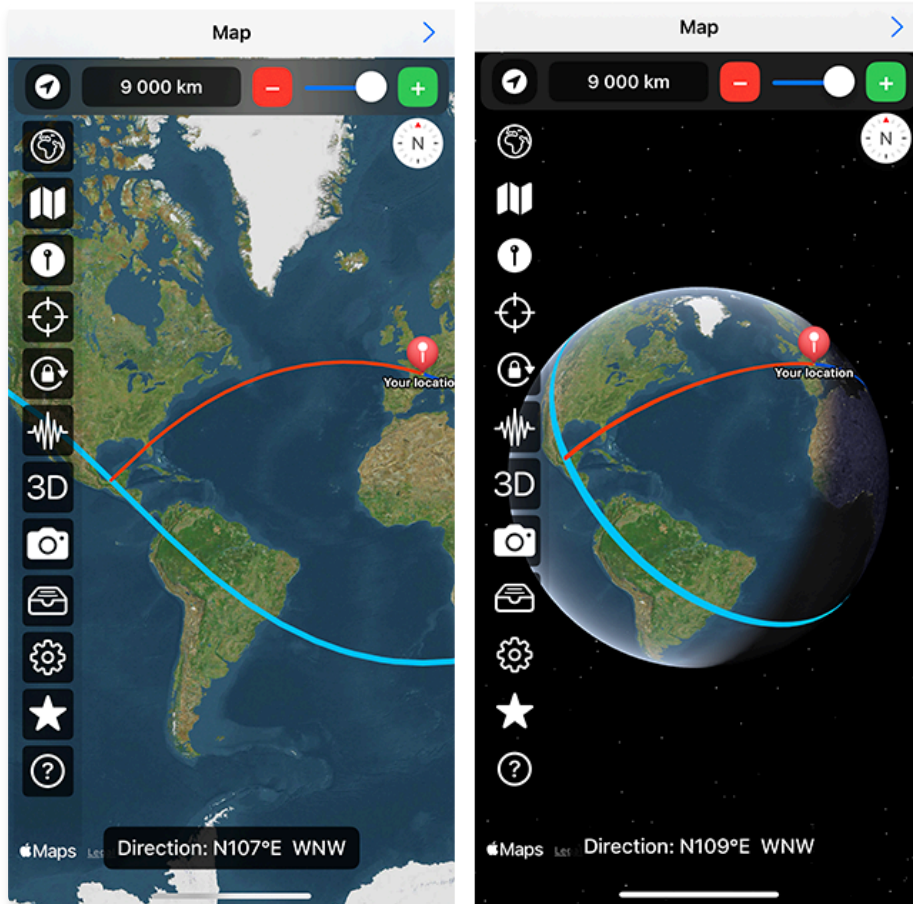 Map
9 000 km
N
Your locatio
3D
Maps
Direction: N107°E WNW
Map
9 000 km
N
Your location
3D
Maps
Direction: N109°E WNW